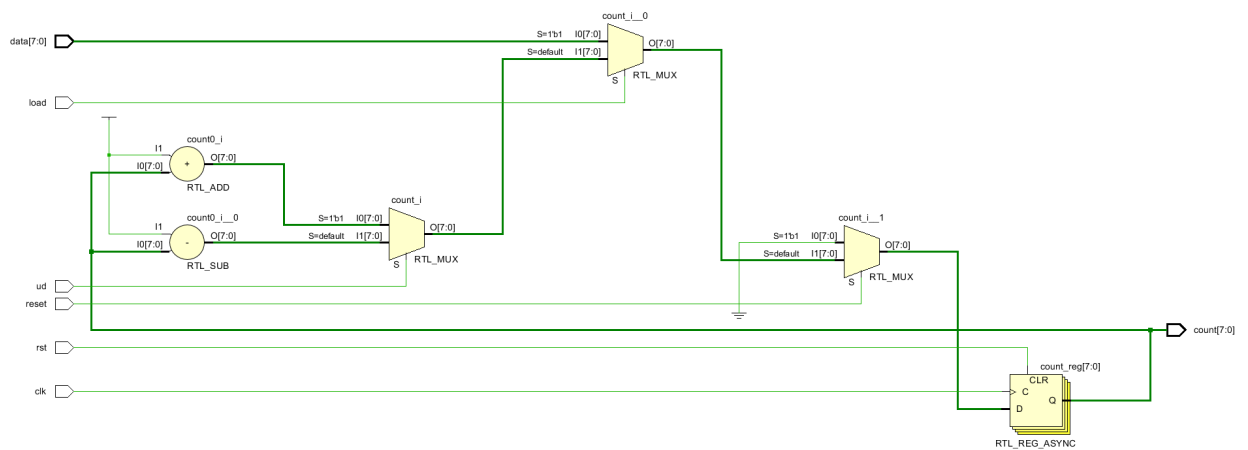 count_i__0
data[7:0]
S=1'b1 I0[7:0]
O[7:0]
S=default I1[7:0]
S
RTL_MUX
load
count0_i
I1
O[7:0]
+
I0[7:0]
RTL_ADD
count_i
count0_i__0
S=1'b1 I0[7:0]
count_i__1
I1
O[7:0]
O[7:0]
S=default I1[7:0]
S=1'b1 I0[7:0]
-
I0[7:0]
O[7:0]
S=default I1[7:0]
S
RTL_MUX
RTL_SUB
S
RTL_MUX
ud
reset
count[7:0]
rst
count_reg[7:0]
CLR
clk
C
Q
D
RTL_REG_ASYNC